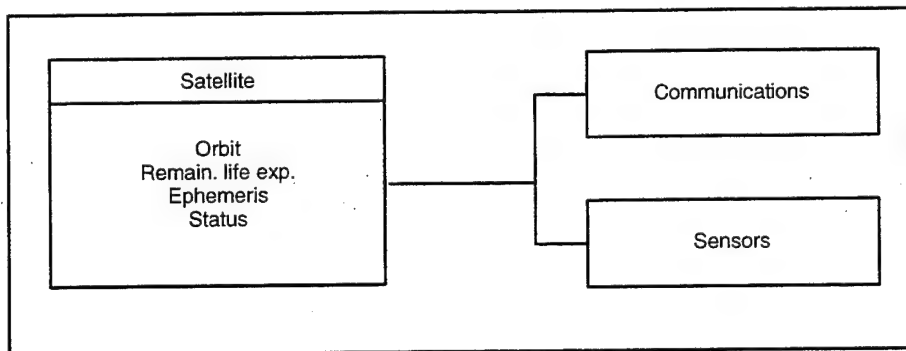 Satellite
Orbit
Remain. life exp.
Ephemeris
Status
Communications
Sensors